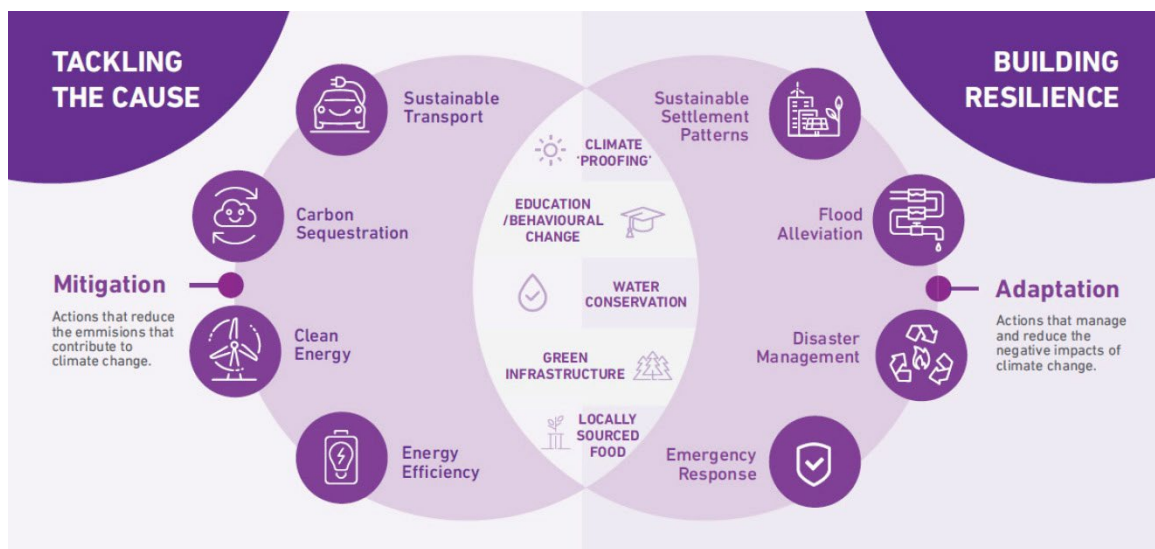 TACKLING
THE CAUSE
Sustainable
Transport
Carbon
Sequestration
Mitigation
Actions that reduce
the emmisions that
contribute to
climate change.
Clean
Energy
Energy
Efficiency
CLIMATE
'PROOFING'
EDUCATION
/BEHAVIOURAL
CHANGE
WATER
CONSERVATION
GREEN
INFRASTRUCTURE
LOCALLY
SOURCED
FOOD
BUILDING
RESILIENCE
Sustainable
Settlement
Patterns
Flood
Alleviation
Adaptation
Actions that manage
and reduce the
negative impacts of
climate change.
Disaster
Management
Emergency
Response